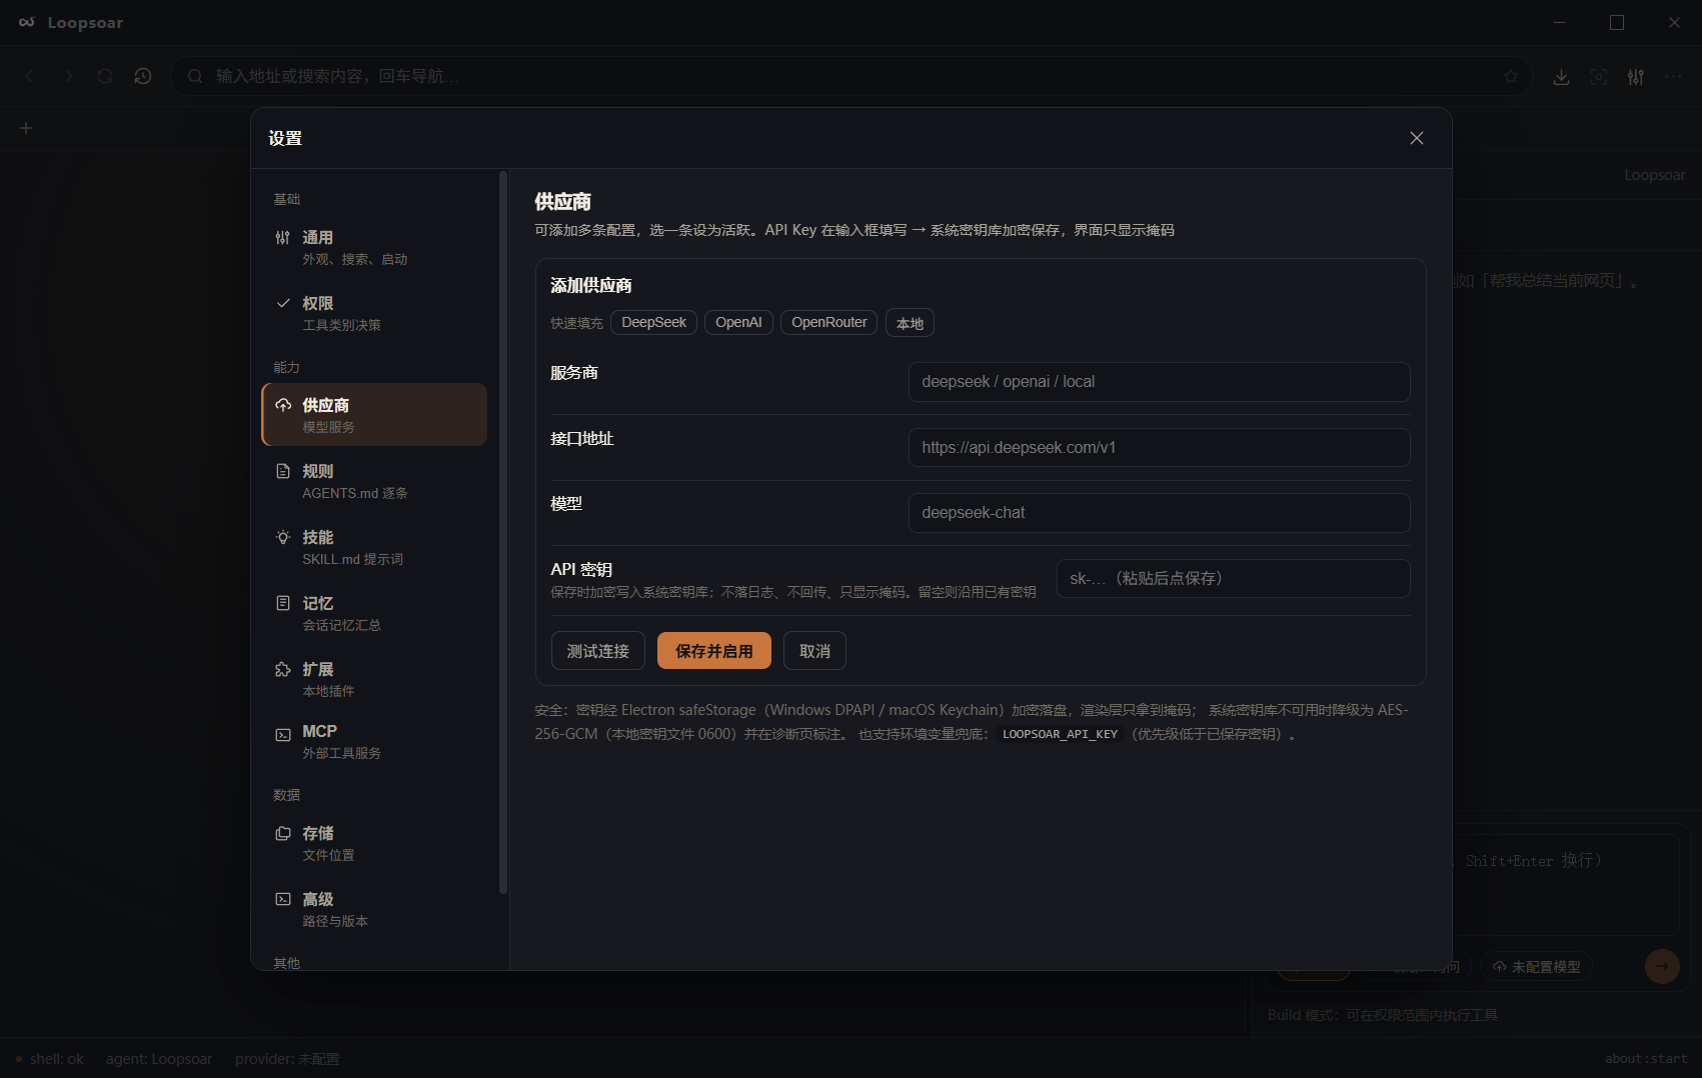 Loopsoar
输入地址或搜索内容，回车导航...
Loopsoar
例如「帮我总结当前网页」。
设置
基础
通用
外观、搜索、启动
权限
工具类别决策
能力
供应商
模型服务
规则
AGENTS.md 逐条
技能
SKILL.md 提示词
记忆
会话记忆汇总
扩展
本地插件
MCP
外部工具服务
数据
存储
文件位置
高级
路径与版本
其他
供应商
可添加多条配置，选一条设为活跃。API Key 在输入框填写 → 系统密钥库加密保存，界面只显示掩码
添加供应商
快速填充 DeepSeek OpenAI OpenRouter 本地
服务商
deepseek / openai / local
接口地址
https://api.deepseek.com/v1
模型
deepseek-chat
API 密钥
保存时加密写入系统密钥库；不落日志、不回传、只显示掩码。留空则沿用已有密钥
sk-...（粘贴后点保存）
测试连接 保存并启用 取消
安全：密钥经 Electron safeStorage（Windows DPAPI / macOS Keychain）加密落盘，渲染层只拿到掩码； 系统密钥库不可用时降级为 AES-
256-GCM（本地密钥文件 0600）并在诊断页标注。 也支持环境变量兜底： LOOPSOAR_API_KEY （优先级低于已保存密钥）。
Shift+Enter 换行）
问 未配置模型
Build 模式：可在权限范围内执行工具
shell: ok agent: Loopsoar provider: 未配置
about:start